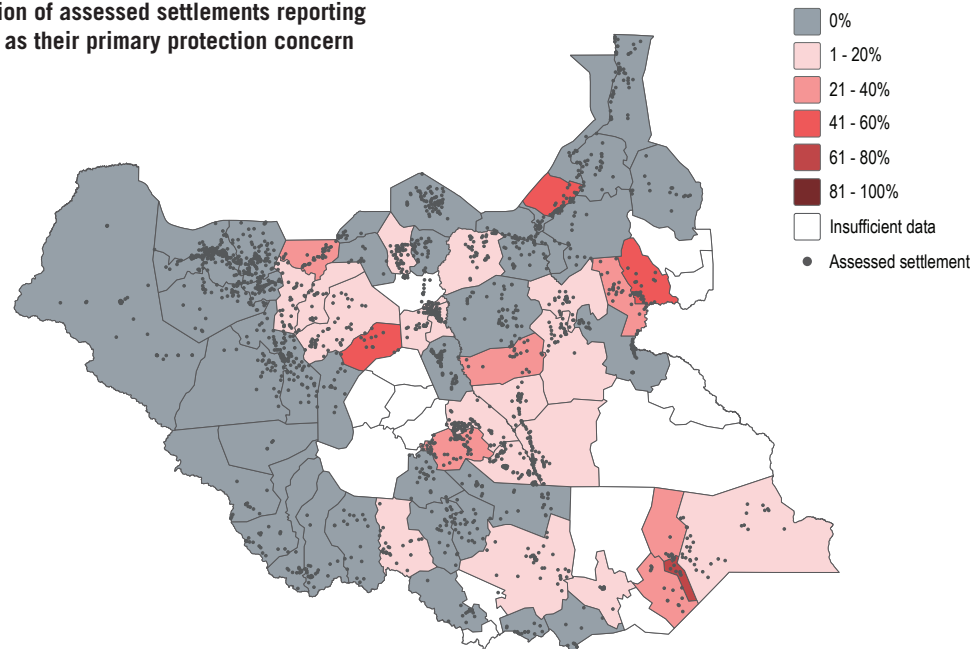 of assessed settlements reporting
as their primary protection concern
0%
1 - 20%
21 - 40%
41 - 60%
61 - 80%
81 - 100%
Insufficient data
Assessed settlement